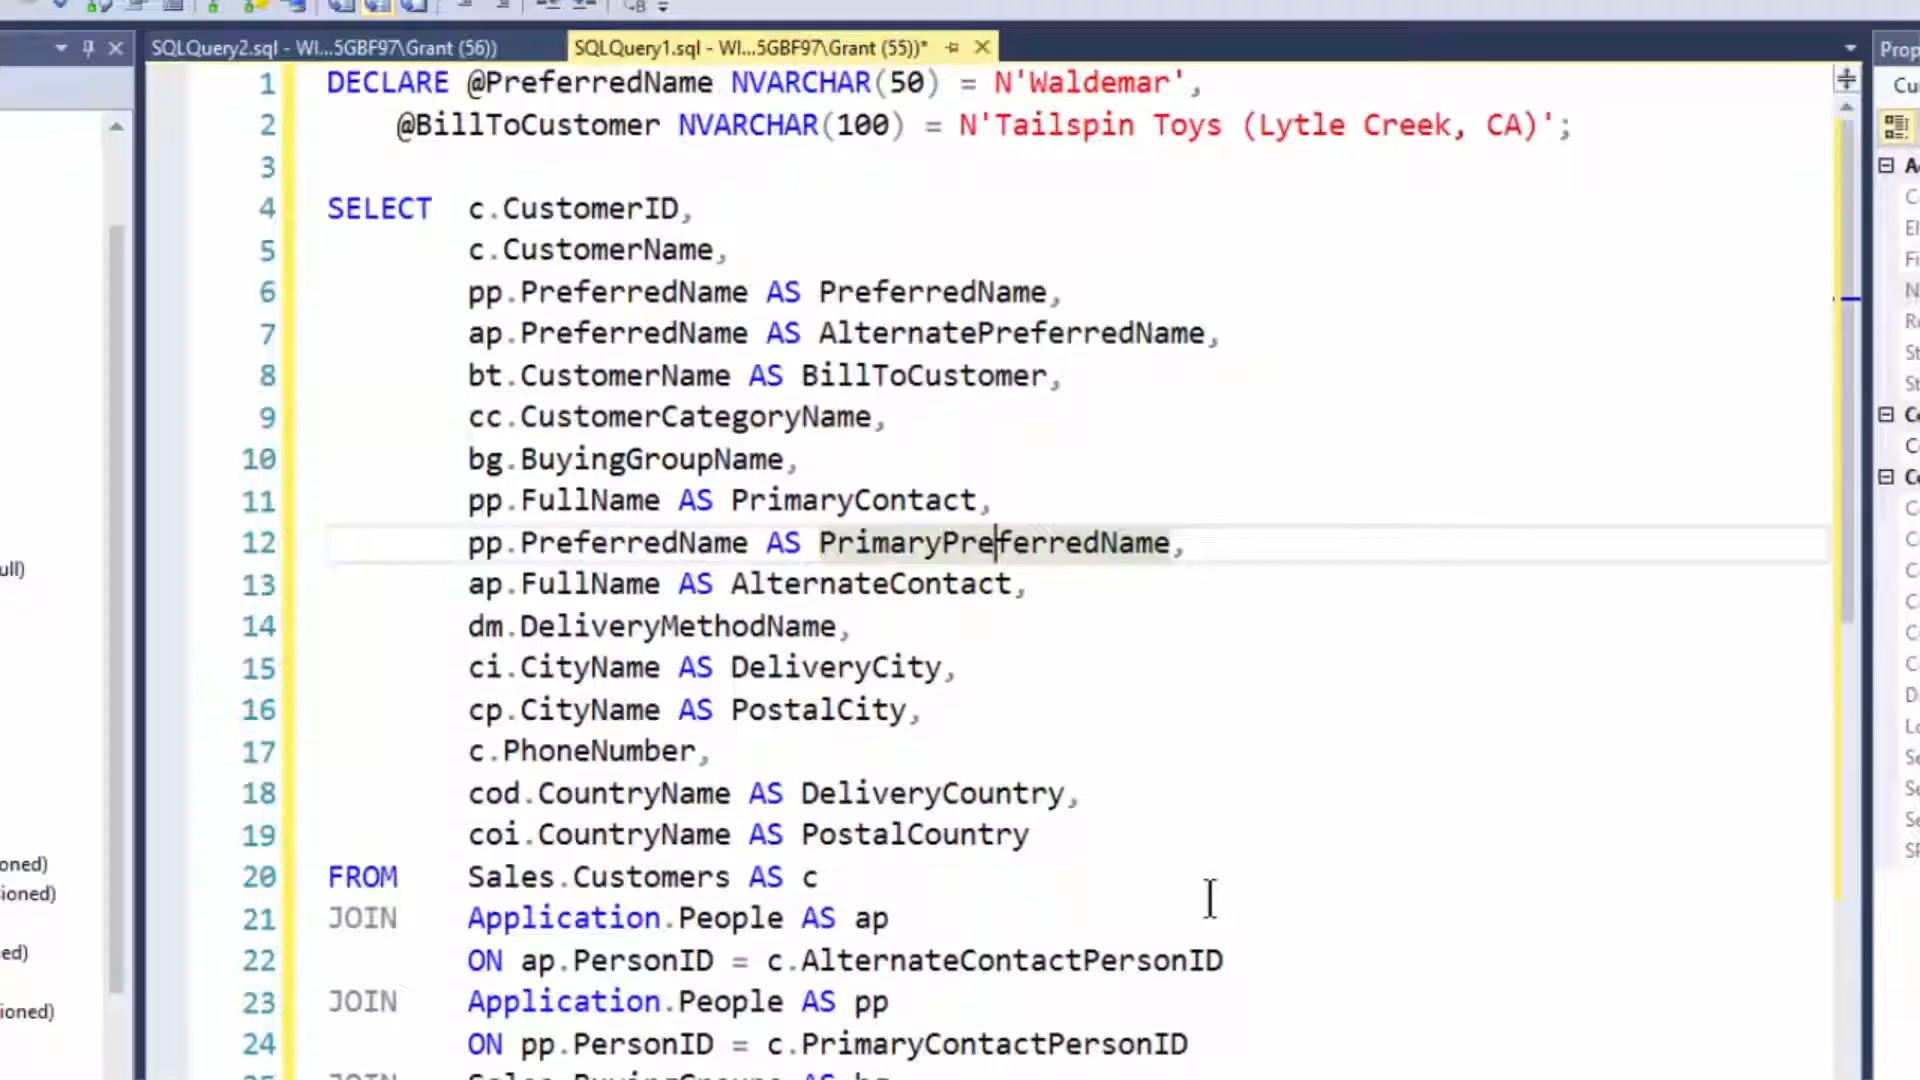 SQLQuery2.sql - WI...5GBF97\Grant (56))
SQLQuery1.sql - WI...5GBF97\Grant (55))*
Prop
1 DECLARE @PreferredName NVARCHAR(50) = N'Waldemar',
2 @BillToCustomer NVARCHAR(100) = N'Tailspin Toys (Lytle Creek, CA)';
3
4 SELECT c.CustomerID,
5 c.CustomerName,
6 pp.PreferredName AS PreferredName,
7 ap.PreferredName AS AlternatePreferredName,
8 bt.CustomerName AS BillToCustomer,
9 cc.CustomerCategoryName,
10 bg.BuyingGroupName,
11 pp.FullName AS PrimaryContact,
12 pp.PreferredName AS PrimaryPreferredName,
13 ap.FullName AS AlternateContact,
14 dm.DeliveryMethodName,
15 ci.CityName AS DeliveryCity,
16 cp.CityName AS PostalCity,
17 c.PhoneNumber,
18 cod.CountryName AS DeliveryCountry,
19 coi.CountryName AS PostalCountry
20 FROM Sales.Customers AS c
21 JOIN Application.People AS ap
22 ON ap.PersonID = c.AlternateContactPersonID
23 JOIN Application.People AS pp
24 ON pp.PersonID = c.PrimaryContactPersonID
ull)
oned)
ioned)
ed)
ioned)